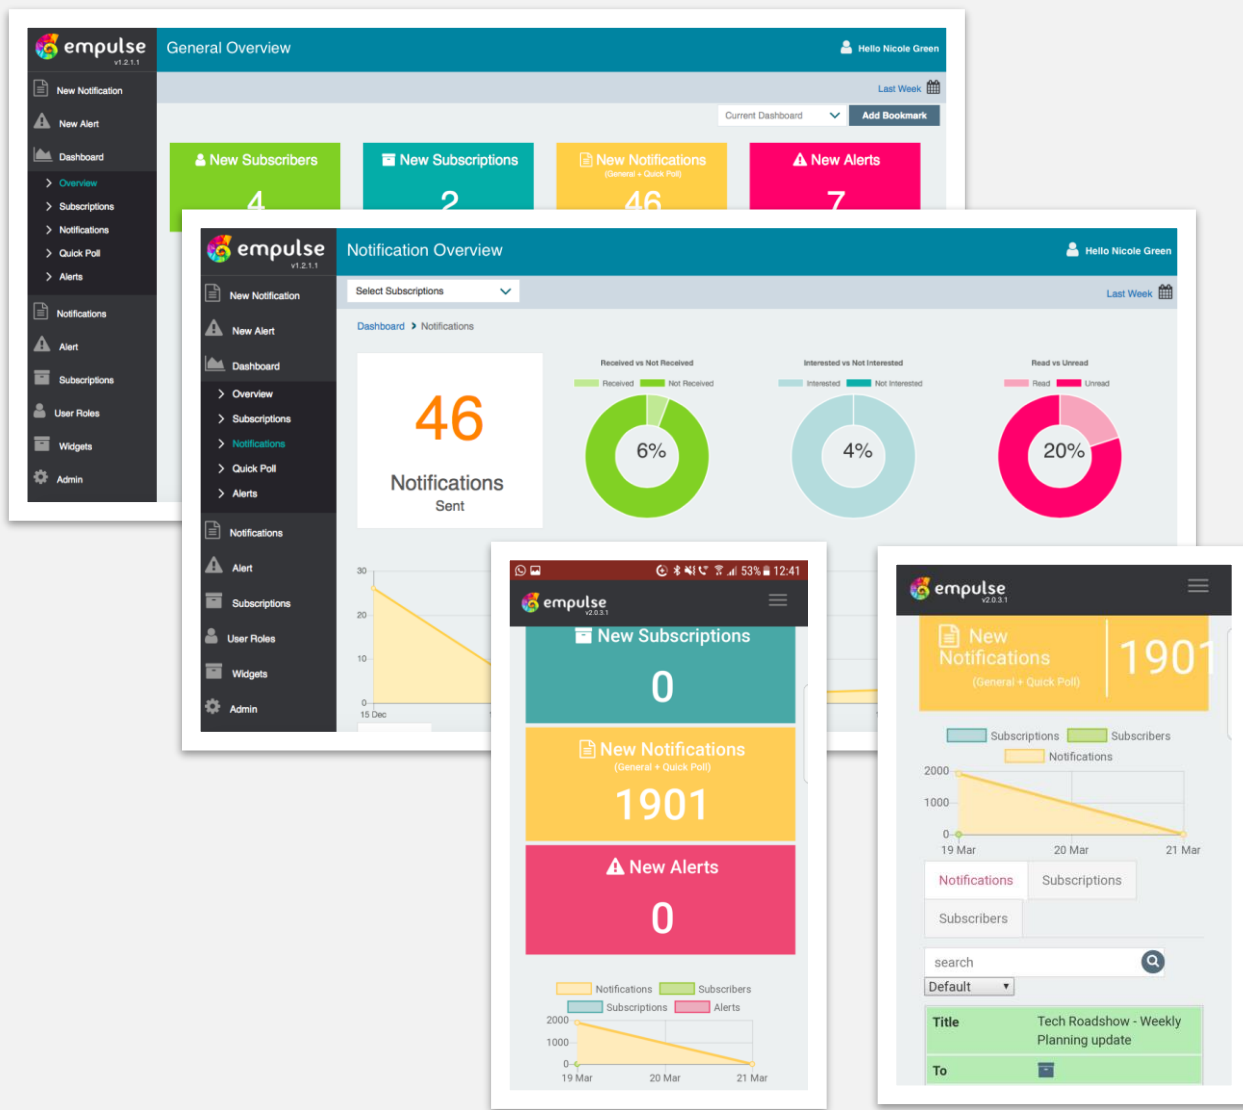 empulse
v1.2.1.1
General Overview
Hello Nicole Green
New Notification
New Alert
Dashboard
Overview
Subscriptions
Notifications
Quick Poll
Alerts
Notifications
Alert
Subscriptions
User Roles
Widgets
Admin
Last Week
Current Dashboard
Add Bookmark
New Subscribers
4
New Subscriptions
2
New Notifications
(General + Quick Poll)
46
New Alerts
7
empulse
v1.2.1.1
Notification Overview
Hello Nicole Green
New Notification
New Alert
Dashboard
Overview
Subscriptions
Notifications
Quick Poll
Alerts
Notifications
Alert
Subscriptions
User Roles
Widgets
Admin
Select Subscriptions
Last Week
Dashboard > Notifications
46
Notifications
Sent
Received vs Not Received
Received Not Received
6%
Interested vs Not Interested
Interested Not Interested
4%
Read vs Unread
Read Unread
20%
30
20
10
0
15 Dec
53% 12:41
empulse
v2.0.3.1
New Subscriptions
0
New Notifications
(General + Quick Poll)
1901
New Alerts
0
Notifications Subscribers
Subscriptions Alerts
2000
1000
0
19 Mar 20 Mar 21 Mar
empulse
v2.0.3.1
New
Notifications
(General + Quick Poll)
1901
Subscriptions Subscribers
Notifications
2000
1000
0
19 Mar 20 Mar 21 Mar
Notifications Subscriptions
Subscribers
search
Default
Title Tech Roadshow - Weekly
Planning update
To